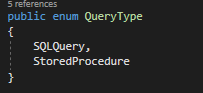 5 references
public enum QueryType
{
SQLQuery,
StoredProcedure
}